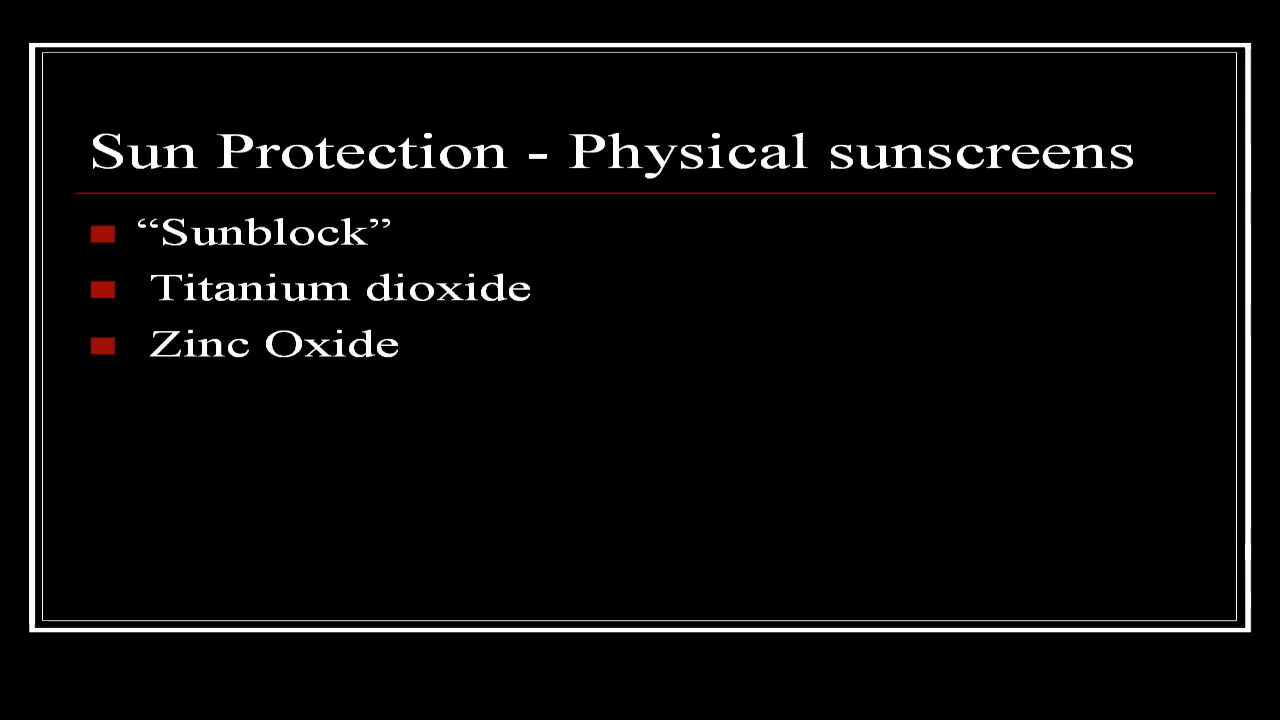 Sun Protection - Physical sunscreens
“Sunblock”
Titanium dioxide
Zinc Oxide